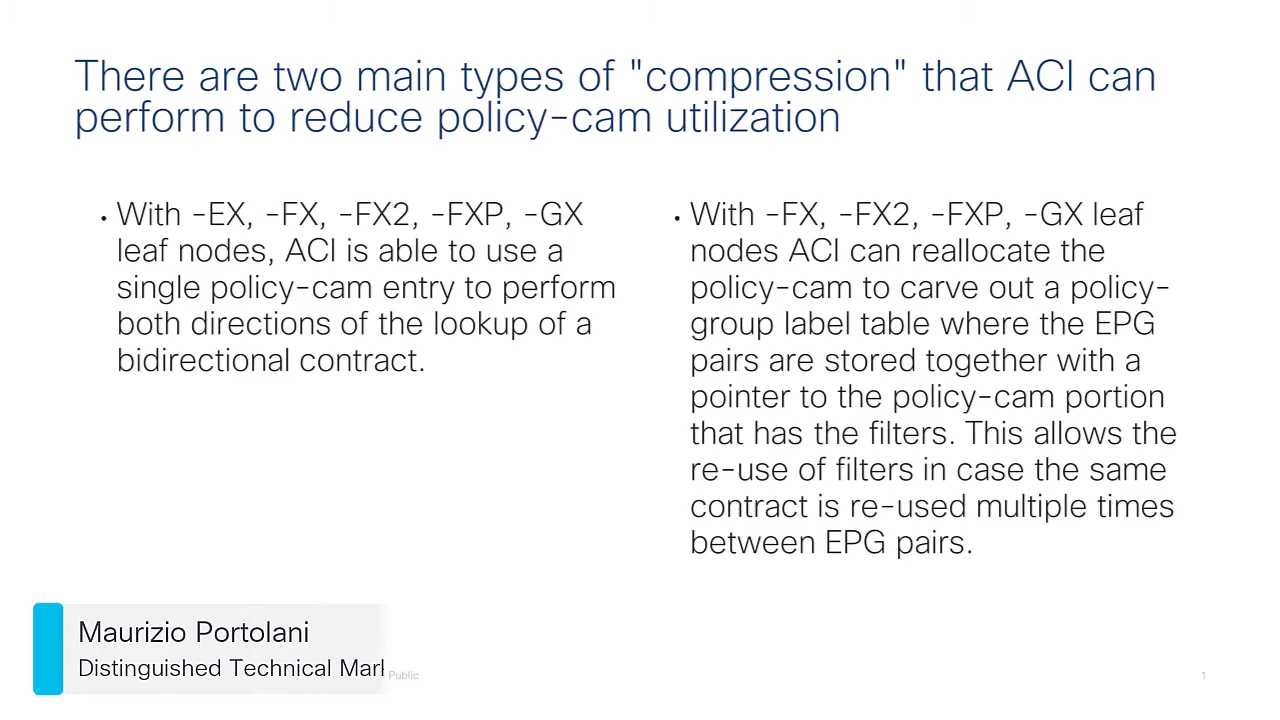 There are two main types of "compression" that ACI can
perform to reduce policy-cam utilization
• With -EX, -FX, -FX2, -FXP, -GX
leaf nodes, ACI is able to use a
single policy-cam entry to perform
both directions of the lookup of a
bidirectional contract.
• With -FX, -FX2, -FXP, -GX leaf
nodes ACI can reallocate the
policy-cam to carve out a policy-
group label table where the EPG
pairs are stored together with a
pointer to the policy-cam portion
that has the filters. This allows the
re-use of filters in case the same
contract is re-used multiple times
between EPG pairs.
Maurizio Portolani
Distinguished Technical Marl
Public
1